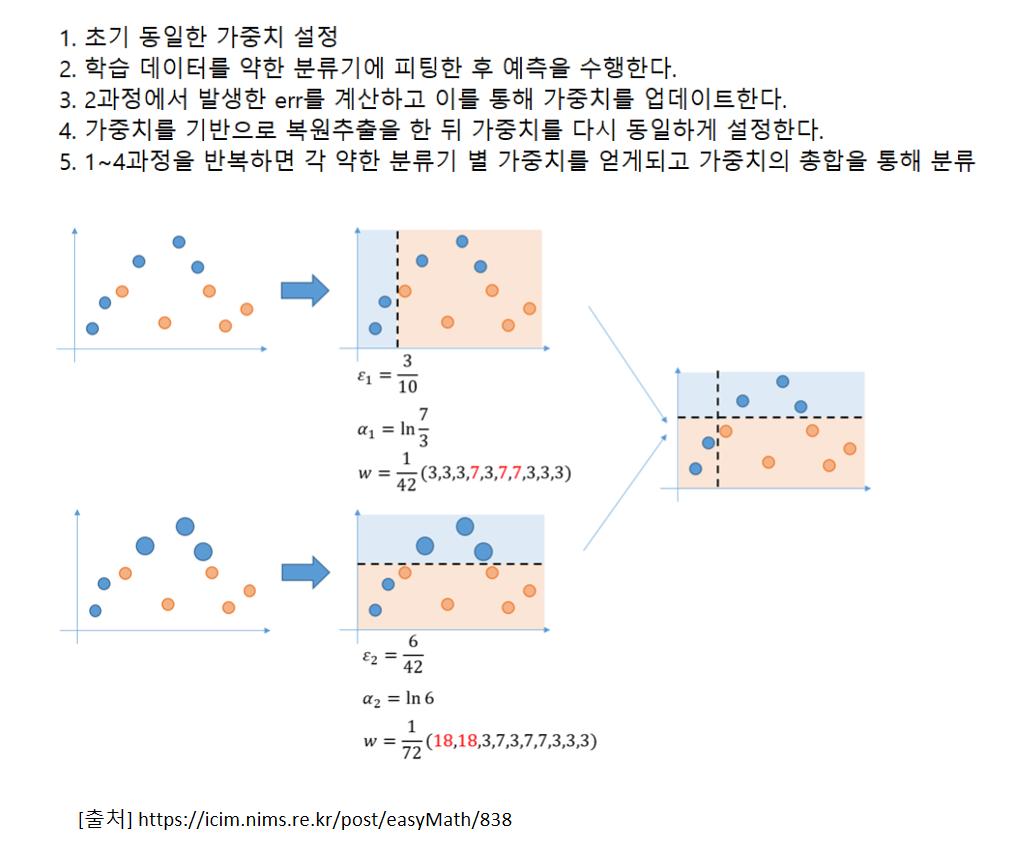 1. 초기 동일한 가중치 설정
2. 학습 데이터를 약한 분류기에 피팅한 후 예측을 수행한다.
3. 2과정에서 발생한 err를 계산하고 이를 통해 가중치를 업데이트한다.
4. 가중치를 기반으로 복원추출을 한 뒤 가중치를 다시 동일하게 설정한다.
5. 1~4과정을 반복하면 각 약한 분류기 별 가중치를 얻게되고 가중치의 총합을 통해 분류
ε₁ = 3/10
α₁ = ln 7/3
w = 1/42 (3,3,3,7,3,7,7,3,3,3)
ε₂ = 6/42
α₂ = ln 6
w = 1/72 (18,18,3,7,3,7,7,3,3,3)
[출처] https://icim.nims.re.kr/post/easyMath/838